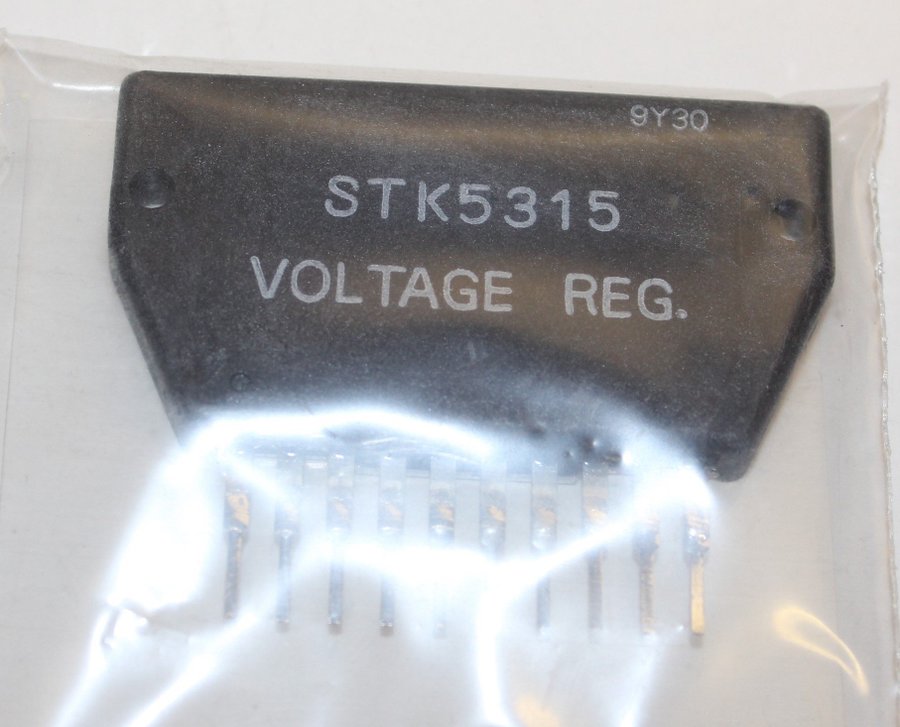 9Y30
STK5315
VOLTAGE REG.